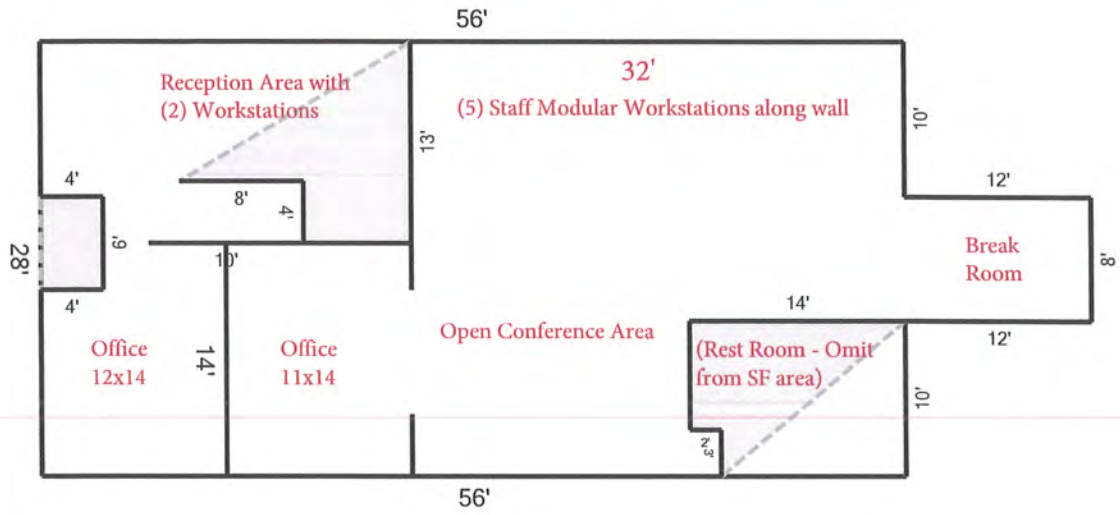 56'
Reception Area with
(2) Workstations
32'
(5) Staff Modular Workstations along wall
10'
13'
4'
8'
4'
12'
28'
6'
10'
Break
Room
8'
4'
14'
Open Conference Area
12'
Office
12x14
14'
Office
11x14
(Rest Room - Omit
from SF area)
10'
2'
3'
56'